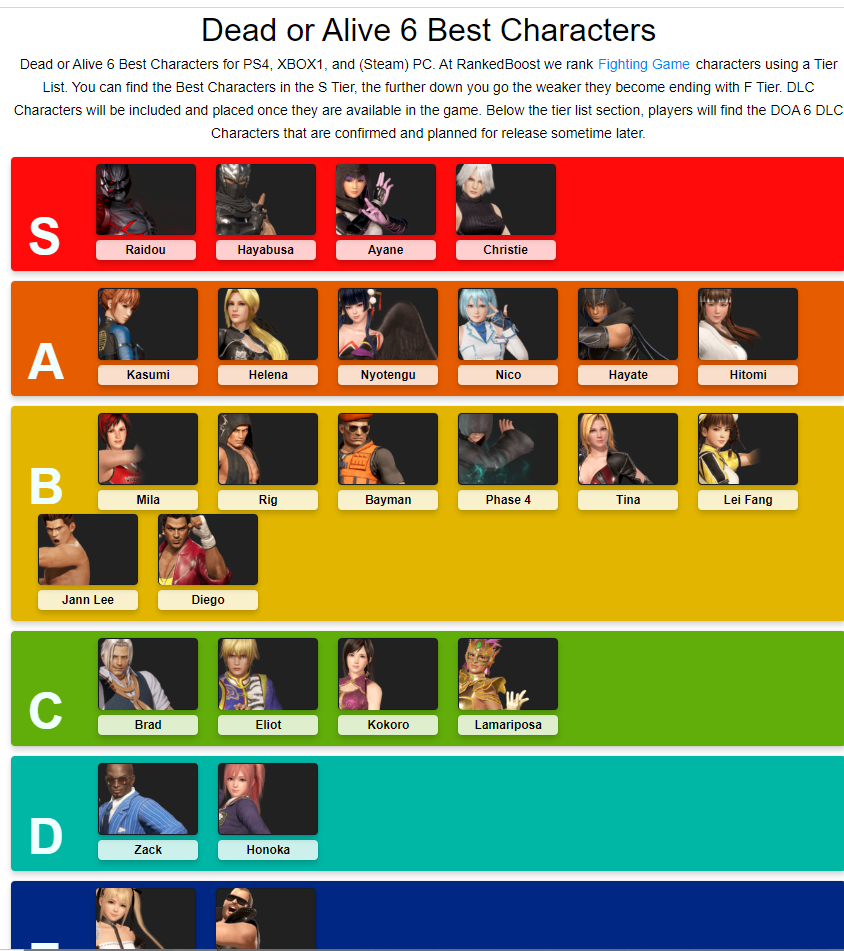 Dead or Alive 6 Best Characters
Dead or Alive 6 Best Characters for PS4, XBOX1, and (Steam) PC. At RankedBoost we rank Fighting Game characters using a Tier
List. You can find the Best Characters in the S Tier, the further down you go the weaker they become ending with F Tier. DLC
Characters will be included and placed once they are available in the game. Below the tier list section, players will find the DOA 6 DLC
Characters that are confirmed and planned for release sometime later.
S
Raidou Hayabusa Ayane Christie
A
Kasumi Helena Nyotengu Nico Hayate Hitomi
B
Mila Rig Bayman Phase 4 Tina Lei Fang
Jann Lee Diego
C
Brad Eliot Kokoro Lamariposa
D
Zack Honoka